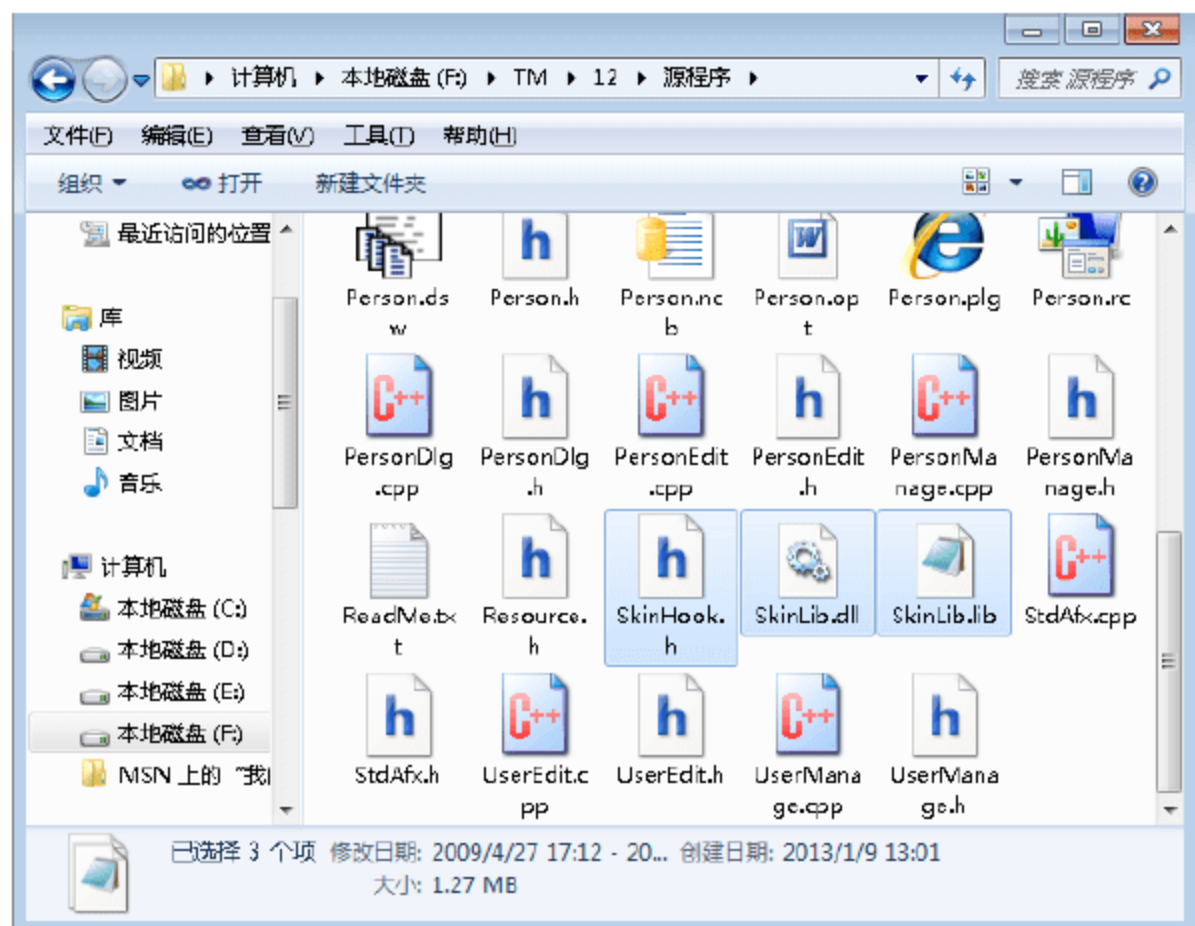 计算机 ▸ 本地磁盘 (F:) ▸ TM ▸ 12 ▸ 源程序 ▸
搜索 源程序
文件(F) 编辑(E) 查看(V) 工具(T) 帮助(H)
组织 打开 新建文件夹
最近访问的位置
库
视频
图片
文档
音乐
计算机
本地磁盘 (C:)
本地磁盘 (D:)
本地磁盘 (E:)
本地磁盘 (F:)
MSN 上的 "我
Person.ds Person.h Person.nc Person.op Person.plg Person.rc
w b t
PersonDlg PersonDlg PersonEdit PersonEdit PersonMa PersonMa
.cpp .h .cpp .h nage.cpp nage.h
ReadMe.tx Resource. SkinHook. SkinLib.dll SkinLib.lib StdAfx.cpp
t h h
StdAfx.h UserEdit.c UserEdit.h UserMana UserMana
pp ge.cpp ge.h
已选择 3 个项 修改日期: 2009/4/27 17:12 - 20... 创建日期: 2013/1/9 13:01
大小: 1.27 MB